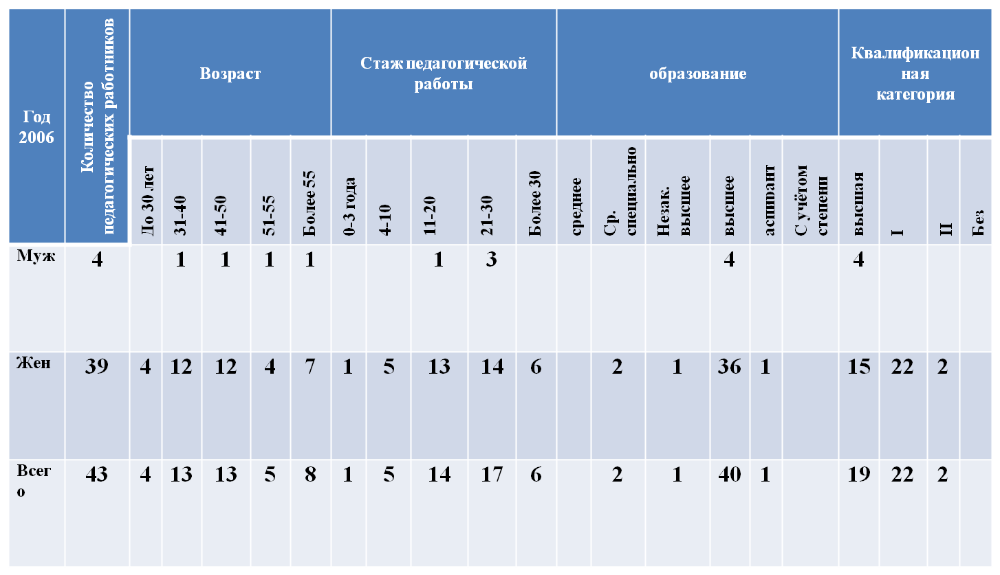 Год
2006
Количество
педагогических работников
Возраст
Стаж педагогической
работы
образование
Квалификацион
ная
категория
До 30 лет
31-40
41-50
51-55
Более 55
0-3 года
4-10
11-20
21-30
Более 30
среднее
Ср.
специально
Незак.
высшее
высшее
аспирант
С учётом
степени
высшая
I
II
Без
Муж 4 1 1 1 1 1 3 4 4
Жен 39 4 12 12 4 7 1 5 13 14 6 2 1 36 1 15 22 2
Всег
о
43 4 13 13 5 8 1 5 14 17 6 2 1 40 1 19 22 2